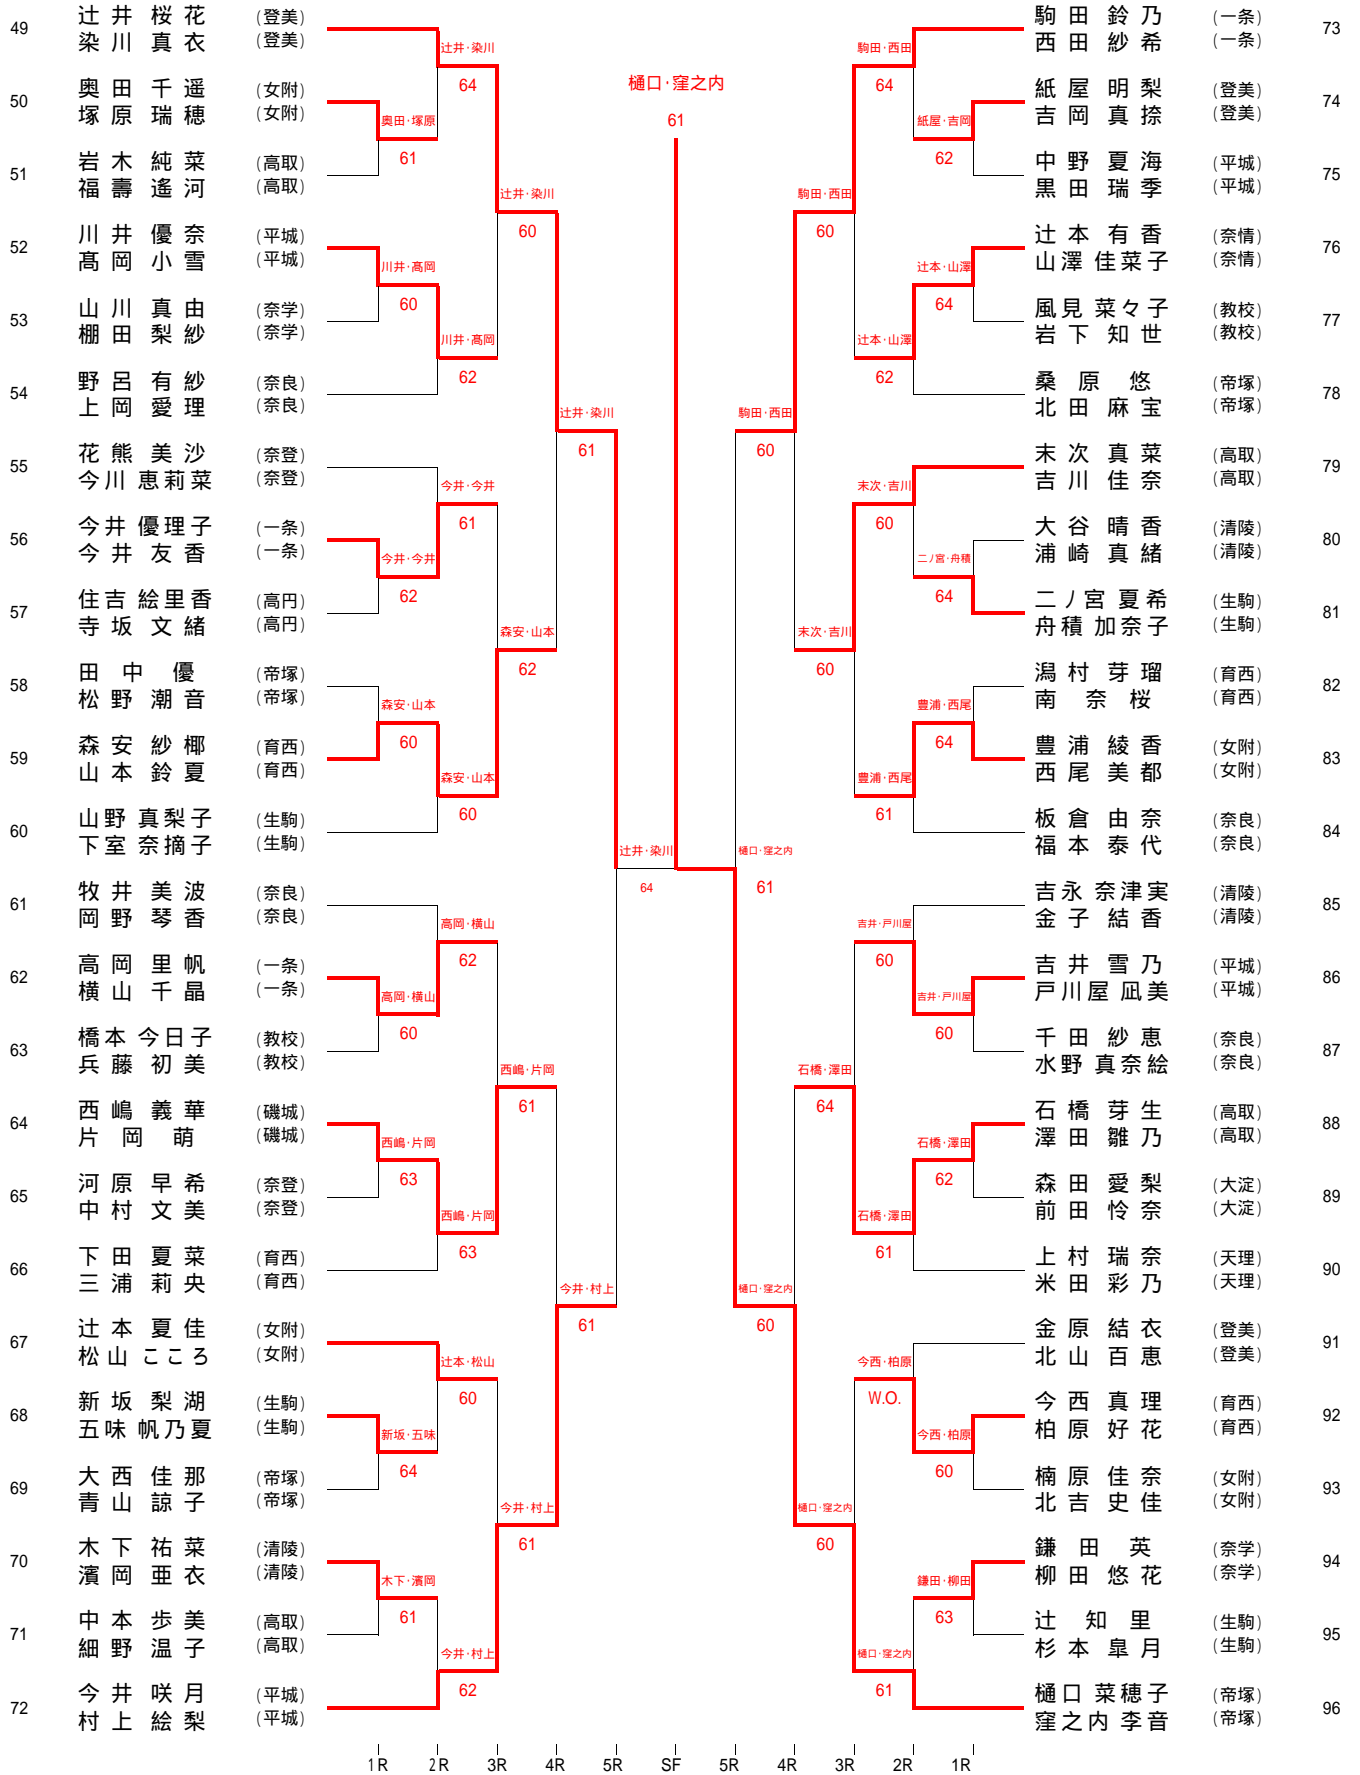 49 辻井 桜花 (登美)
染川 真衣 (登美)
50 奥田 千遥 (女附)
塚原 瑞穂 (女附)
51 岩木 純菜 (高取)
福壽 遙河 (高取)
52 川井 優奈 (平城)
髙岡 小雪 (平城)
53 山川 真由 (奈学)
棚田 梨紗 (奈学)
54 野呂 有紗 (奈良)
上岡 愛理 (奈良)
55 花熊 美沙 (奈登)
今川 恵莉菜 (奈登)
56 今井 優理子 (一条)
今井 友香 (一条)
57 住吉 絵里香 (高円)
寺坂 文緒 (高円)
58 田中 優 (帝塚)
松野 潮音 (帝塚)
59 森安 紗椰 (育西)
山本 鈴夏 (育西)
60 山野 真梨子 (生駒)
下室 奈摘子 (生駒)
61 牧井 美波 (奈良)
岡野 琴香 (奈良)
62 高岡 里帆 (一条)
横山 千晶 (一条)
63 橋本 今日子 (教校)
兵藤 初美 (教校)
64 西嶋 義華 (磯城)
片岡 萌 (磯城)
65 河原 早希 (奈登)
中村 文美 (奈登)
66 下田 夏菜 (育西)
三浦 莉央 (育西)
67 辻本 夏佳 (女附)
松山 こころ (女附)
68 新坂 梨湖 (生駒)
五味 帆乃夏 (生駒)
69 大西 佳那 (帝塚)
青山 諒子 (帝塚)
70 木下 祐菜 (清陵)
濱岡 亜衣 (清陵)
71 中本 歩美 (高取)
細野 温子 (高取)
72 今井 咲月 (平城)
村上 絵梨 (平城)
奥田·塚原
61
川井·髙岡
60
今井·今井
62
森安·山本
60
高岡·横山
60
西嶋·片岡
63
新坂·五味
64
木下·濱岡
61
辻井·染川
64
川井·髙岡
62
今井·今井
61
森安·山本
60
高岡·横山
62
西嶋·片岡
63
辻本·松山
60
今井·村上
62
辻井·染川
60
森安·山本
62
西嶋·片岡
61
今井·村上
61
辻井·染川
61
今井·村上
61
辻井·染川
64
樋口·窪之内
61
樋口·窪之内
61
駒田·西田
60
樋口·窪之内
60
駒田·西田
60
末次·吉川
60
石橋·澤田
64
樋口·窪之内
60
駒田·西田
64
辻本·山澤
62
末次·吉川
60
豊浦·西尾
61
吉井·戸川屋
60
石橋·澤田
61
今西·柏原
W.O.
樋口·窪之内
61
紙屋·吉岡
62
辻本·山澤
64
二ノ宮·舟積
64
豊浦·西尾
64
吉井·戸川屋
60
石橋·澤田
62
今西·柏原
60
鎌田·柳田
63
駒田 鈴乃 (一条) 73
西田 紗希 (一条)
紙屋 明梨 (登美) 74
吉岡 真捺 (登美)
中野 夏海 (平城) 75
黒田 瑞季 (平城)
辻本 有香 (奈情) 76
山澤 佳菜子 (奈情)
風見 菜々子 (教校) 77
岩下 知世 (教校)
桑原 悠 (帝塚) 78
北田 麻宝 (帝塚)
末次 真菜 (高取) 79
吉川 佳奈 (高取)
大谷 晴香 (清陵) 80
浦崎 真緒 (清陵)
二ノ宮 夏希 (生駒) 81
舟積 加奈子 (生駒)
潟村 芽瑠 (育西) 82
南 奈桜 (育西)
豊浦 綾香 (女附) 83
西尾 美都 (女附)
板倉 由奈 (奈良) 84
福本 泰代 (奈良)
吉永 奈津実 (清陵) 85
金子 結香 (清陵)
吉井 雪乃 (平城) 86
戸川屋 凪美 (平城)
千田 紗恵 (奈良) 87
水野 真奈絵 (奈良)
石橋 芽生 (高取) 88
澤田 雛乃 (高取)
森田 愛梨 (大淀) 89
前田 怜奈 (大淀)
上村 瑞奈 (天理) 90
米田 彩乃 (天理)
金原 結衣 (登美) 91
北山 百恵 (登美)
今西 真理 (育西) 92
柏原 好花 (育西)
楠原 佳奈 (女附) 93
北吉 史佳 (女附)
鎌田 英 (奈学) 94
柳田 悠花 (奈学)
辻 知里 (生駒) 95
杉本 皐月 (生駒)
樋口 菜穂子 (帝塚) 96
窪之内 李音 (帝塚)
1R 2R 3R 4R 5R SF 5R 4R 3R 2R 1R